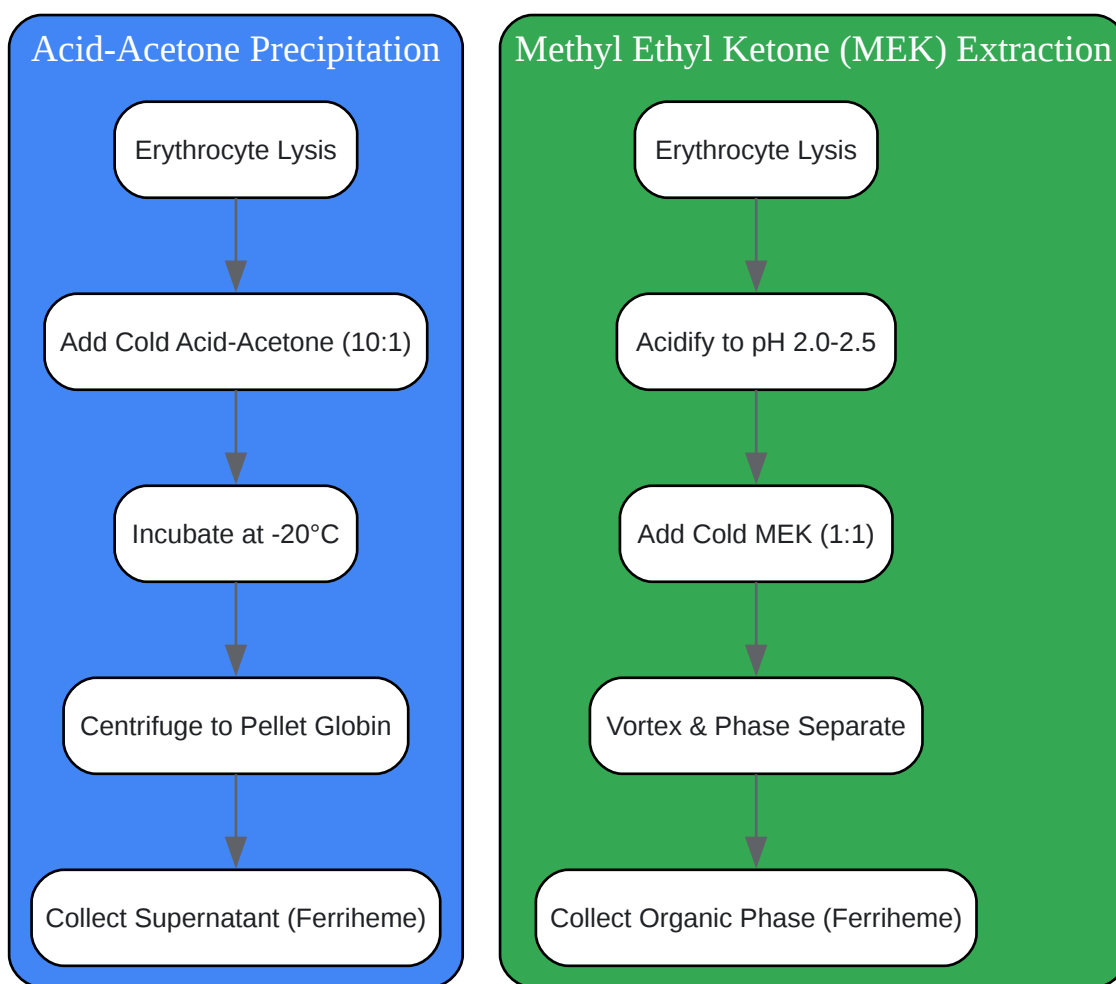 Acid-Acetone Precipitation
Erythrocyte Lysis
Add Cold Acid-Acetone (10:1)
Incubate at -20°C
Centrifuge to Pellet Globin
Collect Supernatant (Ferriheme)
Methyl Ethyl Ketone (MEK) Extraction
Erythrocyte Lysis
Acidify to pH 2.0-2.5
Add Cold MEK (1:1)
Vortex & Phase Separate
Collect Organic Phase (Ferriheme)